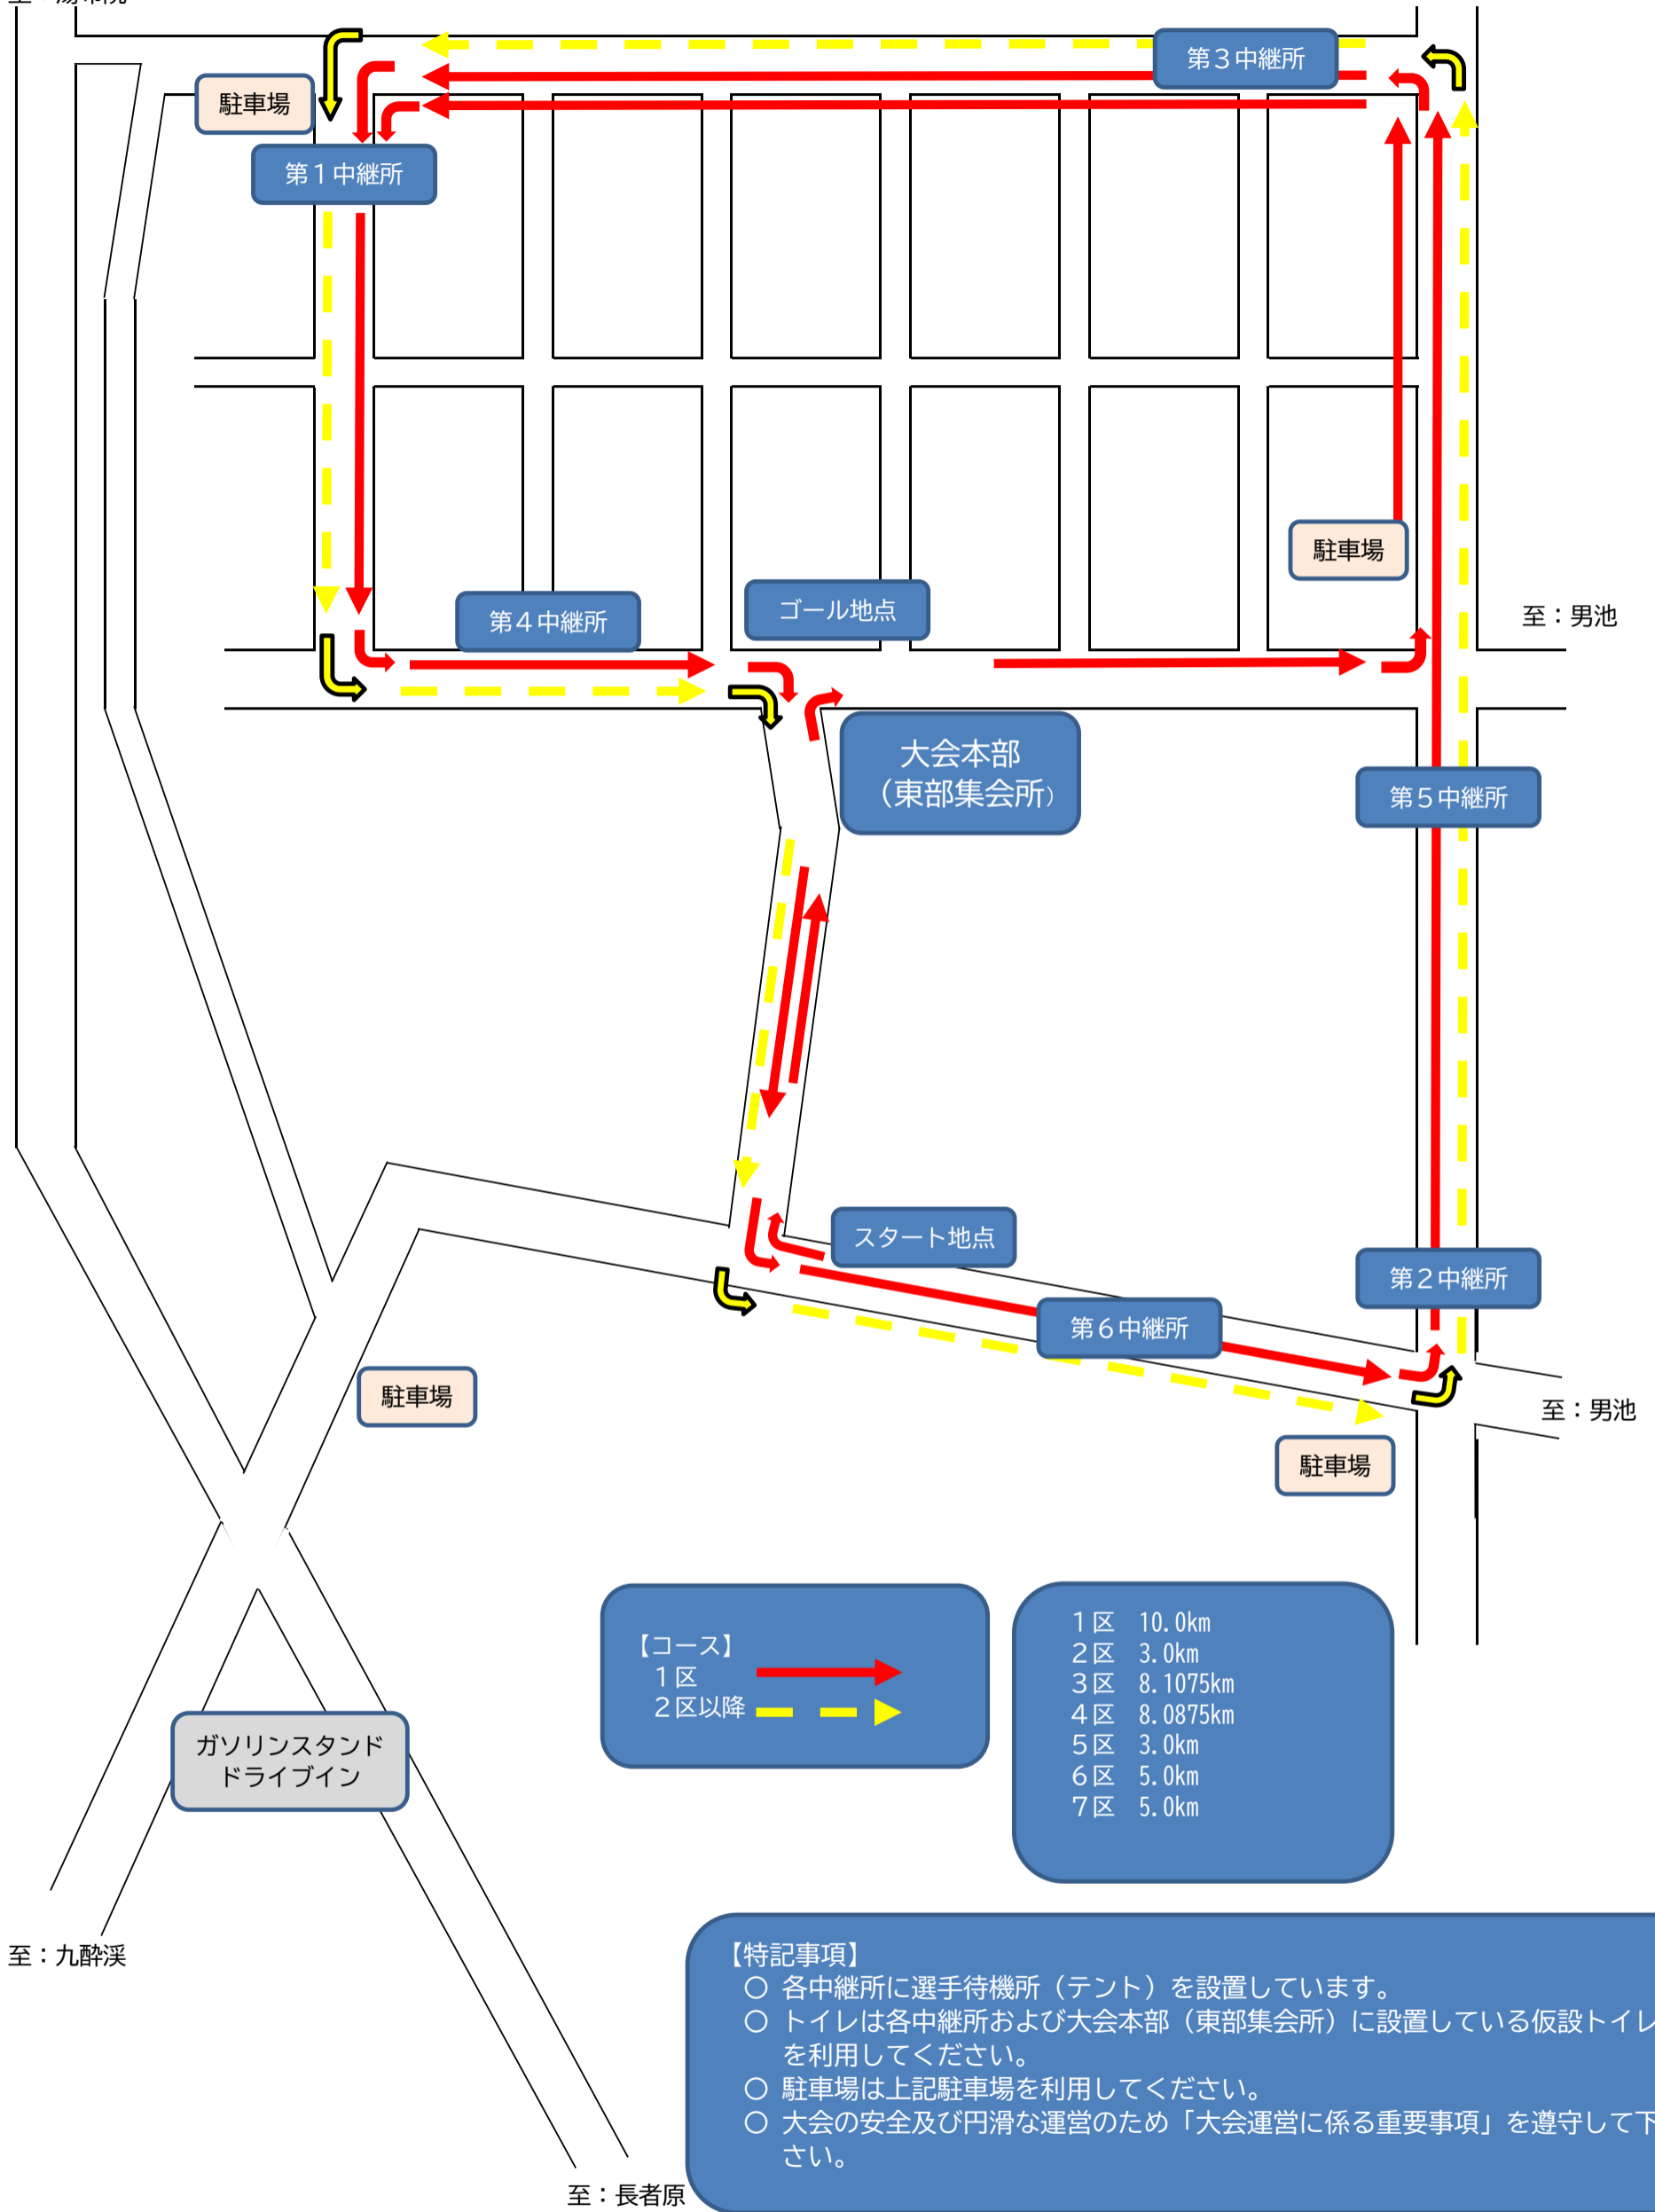 第３中継所
駐車場
第１中継所
駐車場
至：男池
第４中継所
ゴール地点
大会本部
（東部集会所）
第５中継所
スタート地点
第２中継所
第６中継所
駐車場
至：男池
駐車場
【コース】
１区
２区以降
１区 10.0km
２区 3.0km
３区 8.1075km
４区 8.0875km
５区 3.0km
６区 5.0km
７区 5.0km
ガソリンスタンド
ドライブイン
至：九酔渓
【特記事項】
○ 各中継所に選手待機所（テント）を設置しています。
○ トイレは各中継所および大会本部（東部集会所）に設置している仮設トイレ
を利用してください。
○ 駐車場は上記駐車場を利用してください。
○ 大会の安全及び円滑な運営のため「大会運営に係る重要事項」を遵守して下
さい。
至：長者原